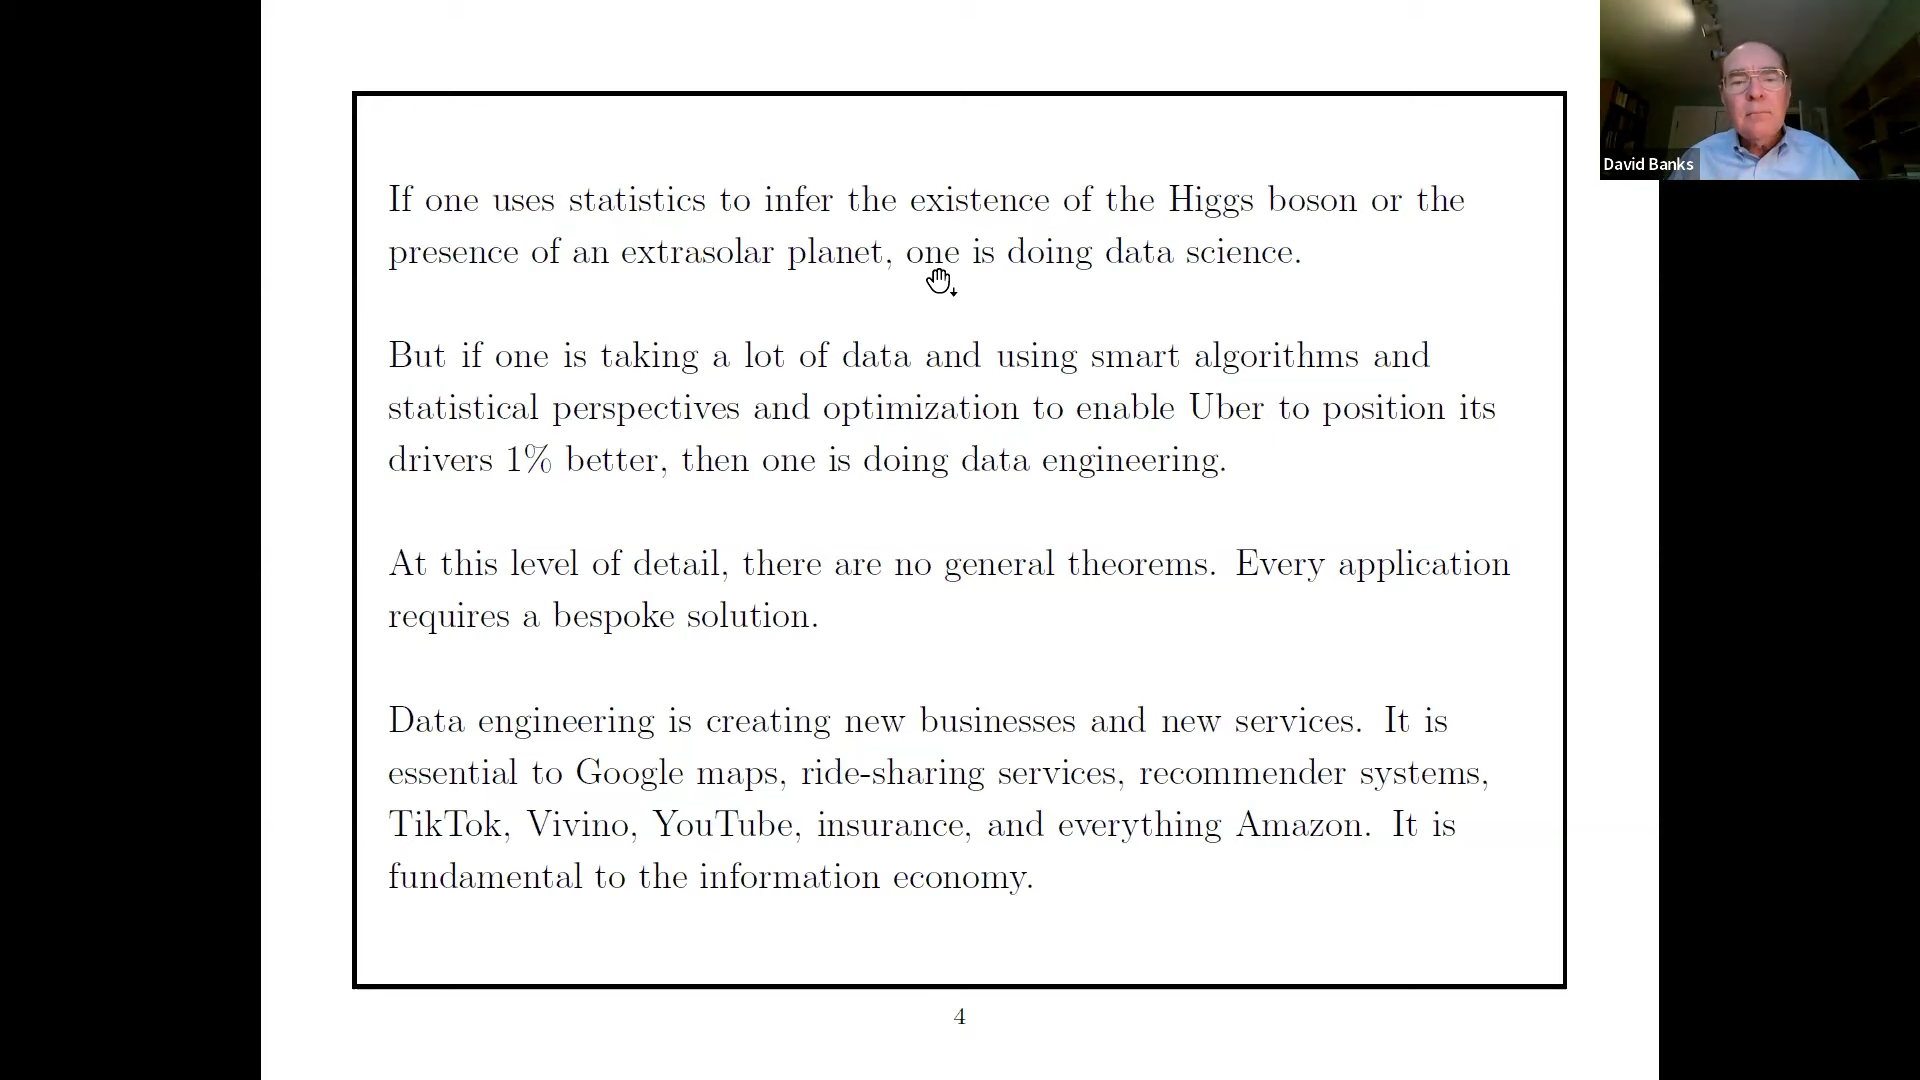 David Banks
If one uses statistics to infer the existence of the Higgs boson or the
presence of an extrasolar planet, one is doing data science.
But if one is taking a lot of data and using smart algorithms and
statistical perspectives and optimization to enable Uber to position its
drivers 1% better, then one is doing data engineering.
At this level of detail, there are no general theorems. Every application
requires a bespoke solution.
Data engineering is creating new businesses and new services. It is
essential to Google maps, ride-sharing services, recommender systems,
TikTok, Vivino, YouTube, insurance, and everything Amazon. It is
fundamental to the information economy.
4